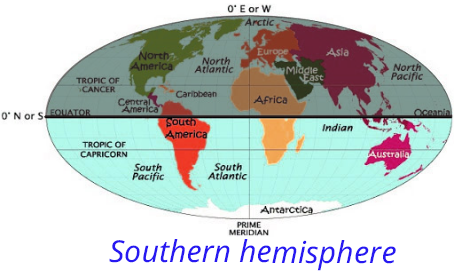 0° E or W
Arctic
North
America
North
Atlantic
Europe
Asia
Middle
East
North
Pacific
TROPIC OF
CANCER
Central
America
Caribbean
Africa
0° N or S
EQUATOR
Oceania
South
America
Indian
TROPIC OF
CAPRICORN
Australia
South
Pacific
South
Atlantic
Antarctica
PRIME
MERIDIAN
Southern hemisphere